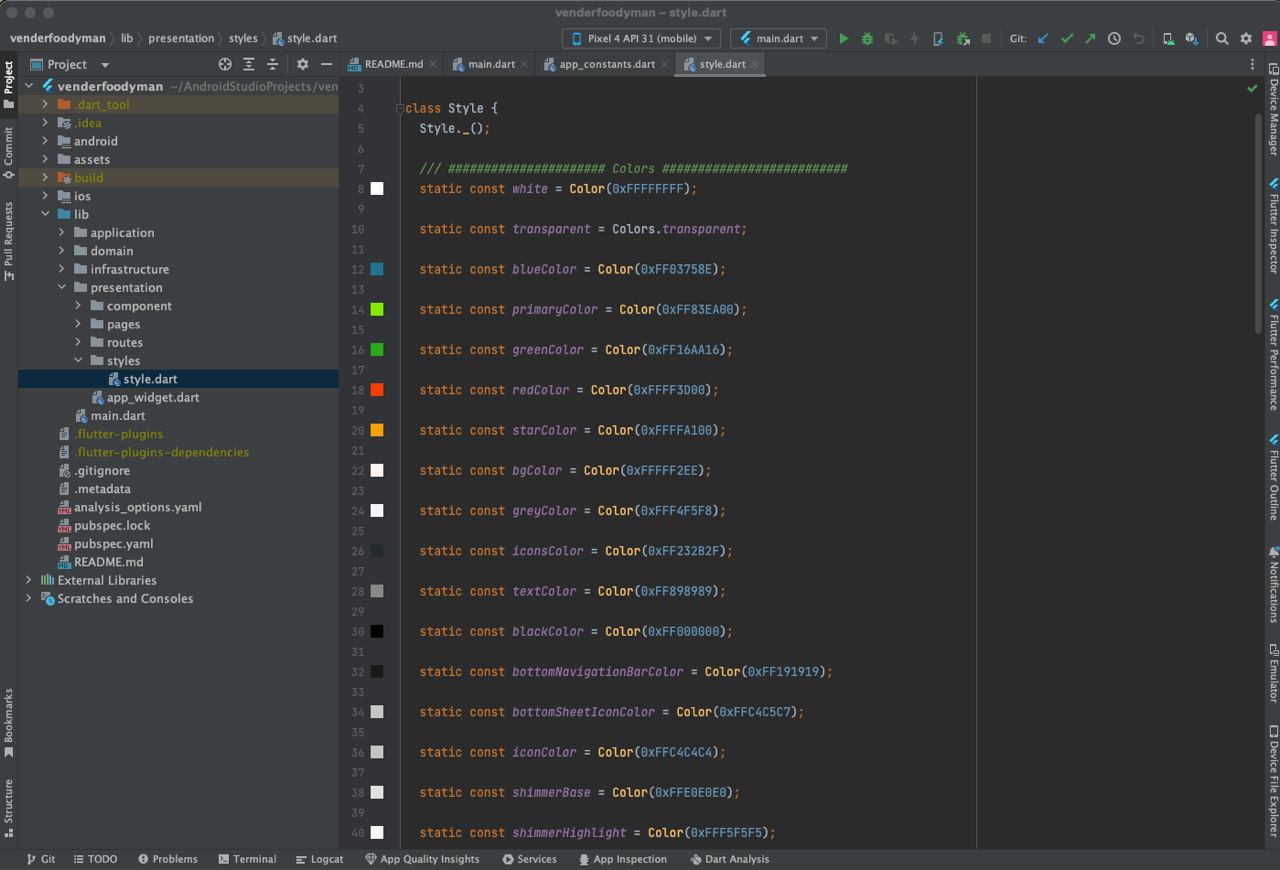 venderfoodyman – style.dart
venderfoodyman lib presentation styles style.dart Pixel 4 API 31 (mobile) main.dart Git:
Project README.md main.dart app_constants.dart style.dart
venderfoodyman ~/AndroidStudioProjects/ven
.dart_tool
.idea
android
assets
build
ios
lib
application
domain
infrastructure
presentation
component
pages
routes
styles
style.dart
app_widget.dart
main.dart
.flutter-plugins
.flutter-plugins-dependencies
.gitignore
.metadata
analysis_options.yaml
pubspec.lock
pubspec.yaml
README.md
External Libraries
Scratches and Consoles
3
4 class Style {
5 Style._();
6
7 /// ###################### Colors ##########################
8 static const white = Color(0xFFFFFFFF);
9
10 static const transparent = Colors.transparent;
11
12 static const blueColor = Color(0xFF03758E);
13
14 static const primaryColor = Color(0xFF83EA00);
15
16 static const greenColor = Color(0xFF16AA16);
17
18 static const redColor = Color(0xFFFF3D00);
19
20 static const starColor = Color(0xFFFFA100);
21
22 static const bgColor = Color(0xFFFFF2EE);
23
24 static const greyColor = Color(0xFFF4F5F8);
25
26 static const iconsColor = Color(0xFF232B2F);
27
28 static const textColor = Color(0xFF898989);
29
30 static const blackColor = Color(0xFF000000);
31
32 static const bottomNavigationBarColor = Color(0xFF191919);
33
34 static const bottomSheetIconColor = Color(0xFFC4C5C7);
35
36 static const iconColor = Color(0xFFC4C4C4);
37
38 static const shimmerBase = Color(0xFFE0E0E0);
39
40 static const shimmerHighlight = Color(0xFFF5F5F5);
Project
Commit
Pull Requests
Bookmarks
Structure
Device Manager
Flutter Inspector
Flutter Performance
Flutter Outline
Notifications
Emulator
Device File Explorer
Git TODO Problems Terminal Logcat App Quality Insights Services App Inspection Dart Analysis